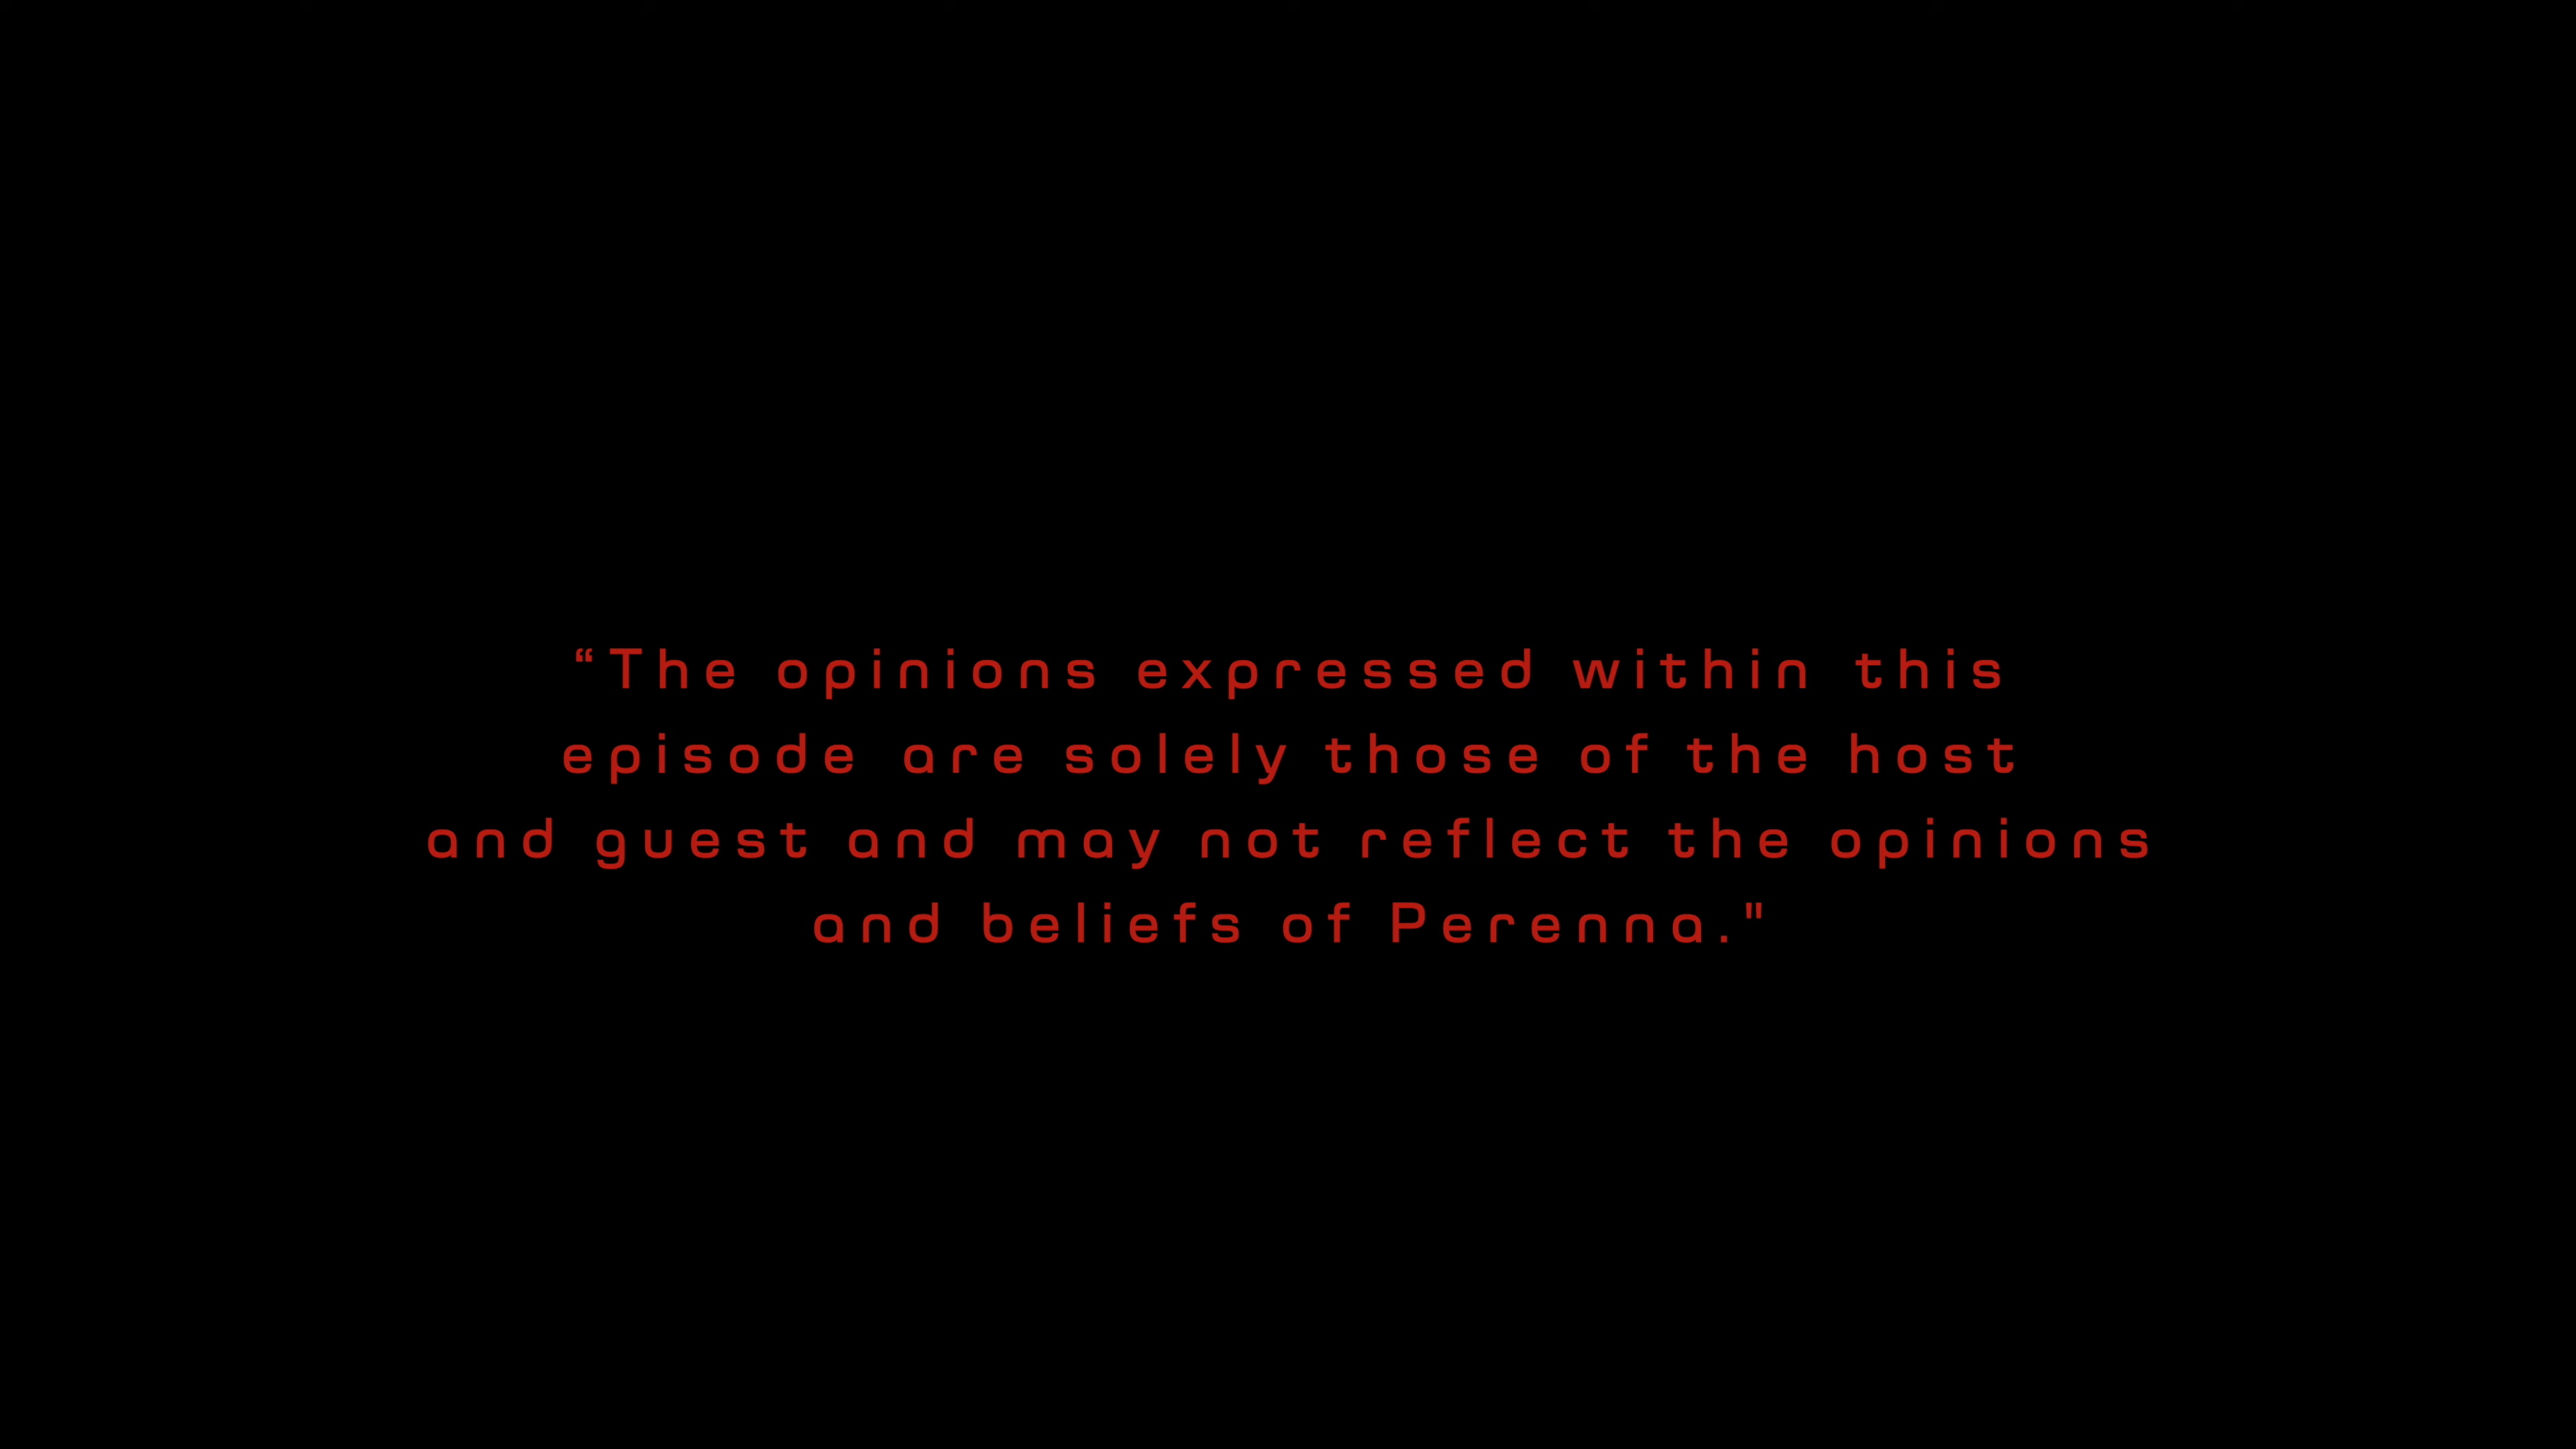 “The opinions expressed within this
episode are solely those of the host
and guest and may not reflect the opinions
and beliefs of Perenna."